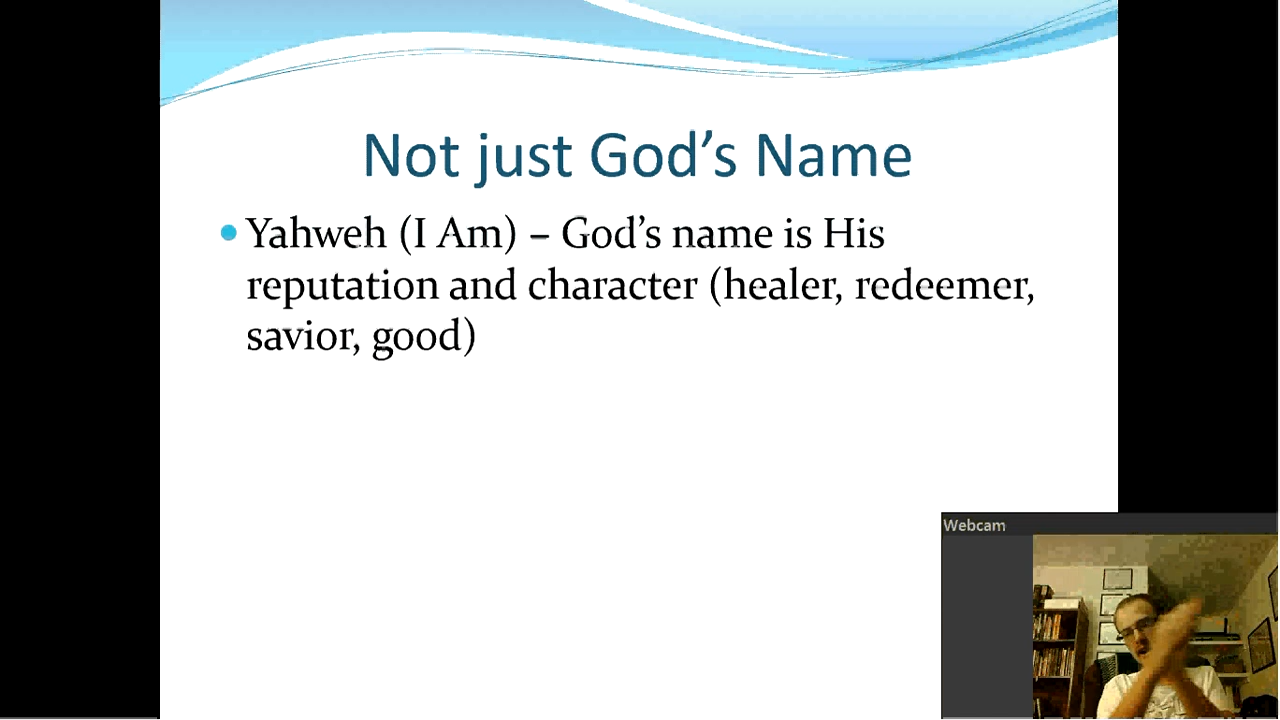 Not just God’s Name
Yahweh (I Am) – God’s name is His
reputation and character (healer, redeemer,
savior, good)
Webcam